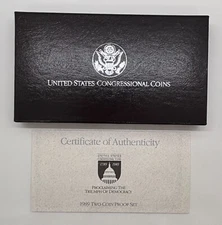 UNITED STATES CONGRESSIONAL COINS
Certificate of Authenticity
PROCLAIMING THE
TRIUMPH OF DEMOCRACY
1989 TWO COIN PROOF SET